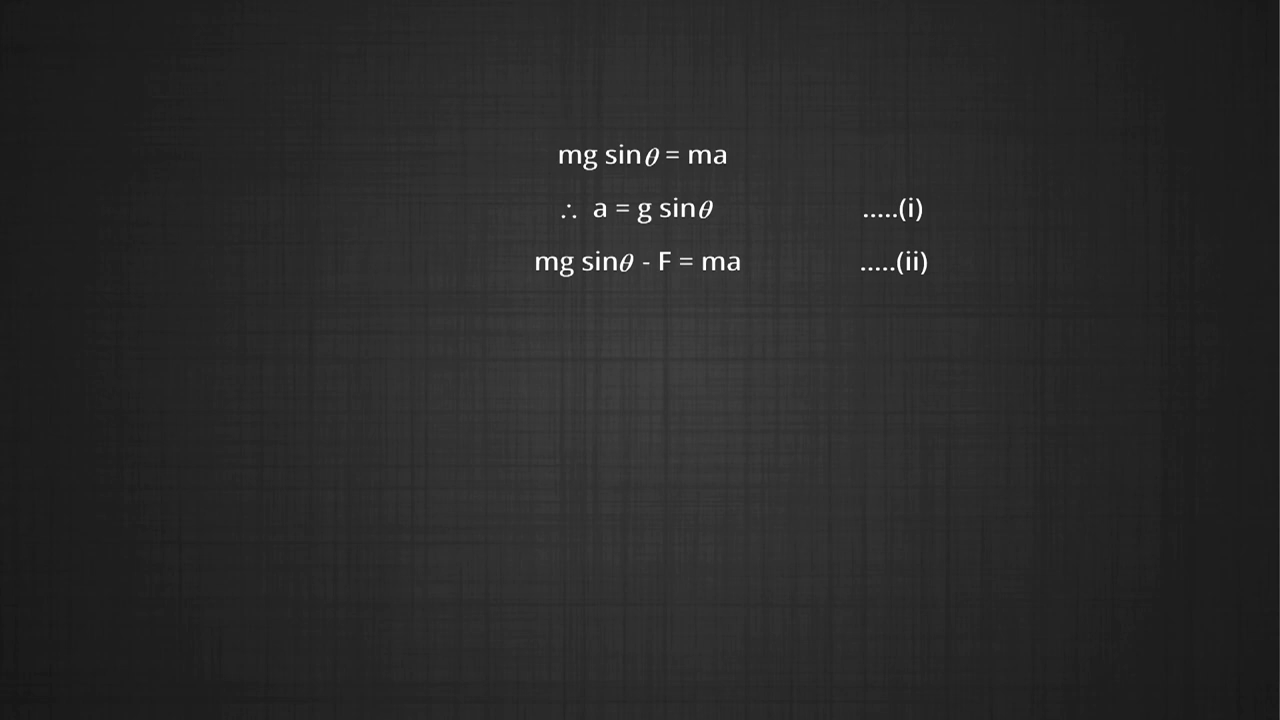 mg sin𝜃 = ma
∴ a = g sin𝜃 .....(i)
mg sin𝜃 - F = ma .....(ii)